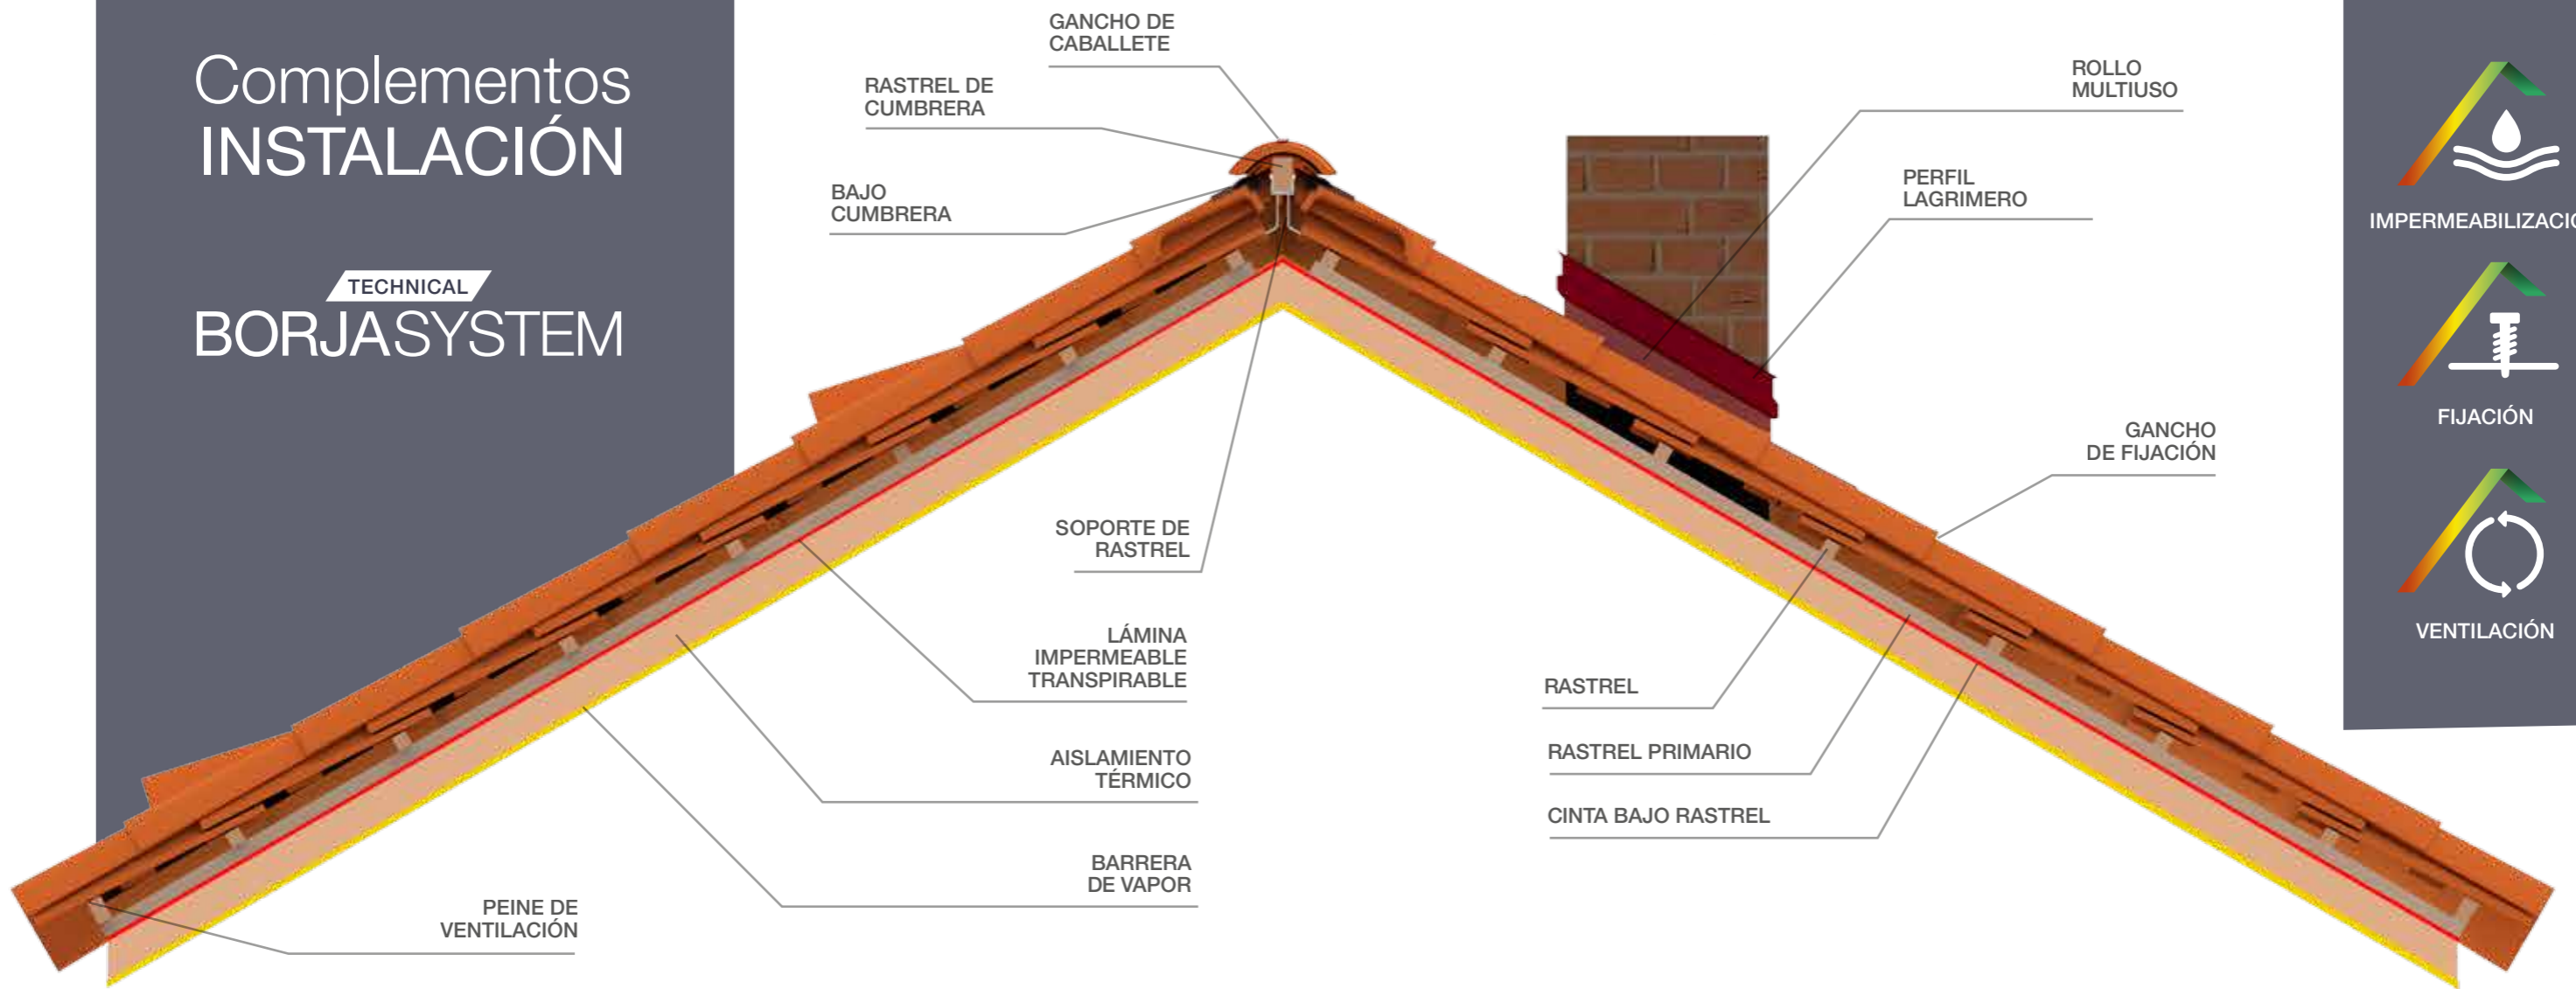 Complementos
INSTALACIÓN
TECHNICAL
BORJASYSTEM
GANCHO DE
CABALLETE
RASTREL DE
CUMBRERA
BAJO
CUMBRERA
ROLLO
MULTIUSO
PERFIL
LAGRIMERO
GANCHO
DE FIJACIÓN
SOPORTE DE
RASTREL
LÁMINA
IMPERMEABLE
TRANSPIRABLE
AISLAMIENTO
TÉRMICO
BARRERA
DE VAPOR
PEINE DE
VENTILACIÓN
RASTREL
RASTREL PRIMARIO
CINTA BAJO RASTREL
IMPERMEABILIZACIÓ
FIJACIÓN
VENTILACIÓN